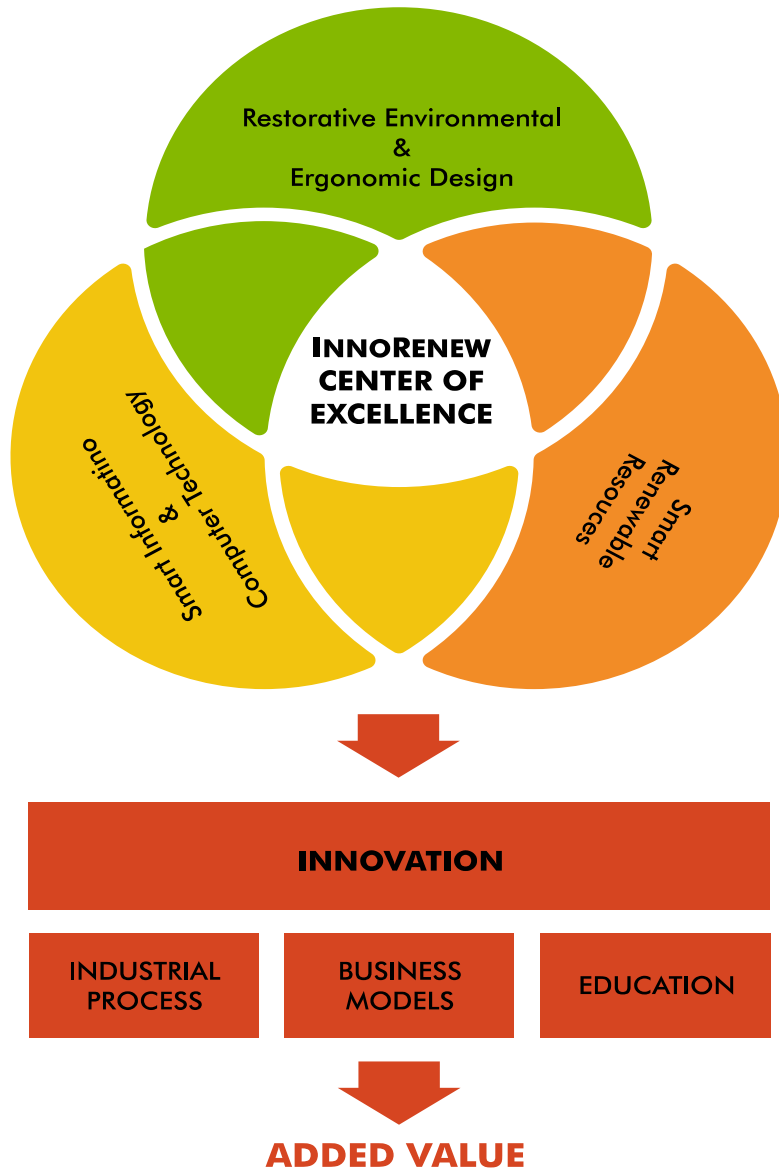 Restorative Environmental
&
Ergonomic Design
INNORENEW
CENTER OF
EXCELLENCE
Smart Informatino
&
Computer Technology
Smart
Renewable
Resouces
INNOVATION
INDUSTRIAL
PROCESS
BUSINESS
MODELS
EDUCATION
ADDED VALUE